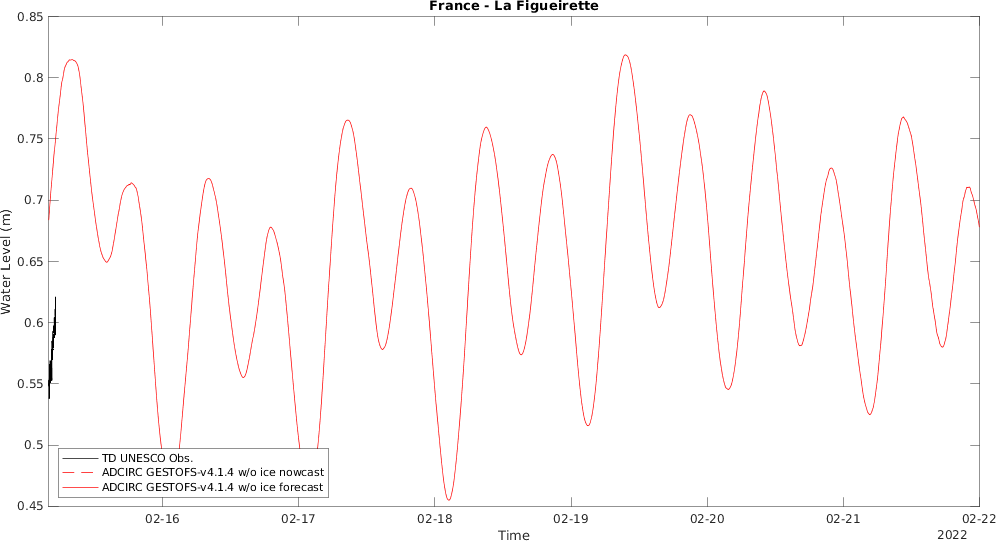 France - La Figueirette
0.85
0.8
0.75
0.7
0.65
0.6
0.55
0.5
0.45
Water Level (m)
TD UNESCO Obs.
ADCIRC GESTOFS-v4.1.4 w/o ice nowcast
ADCIRC GESTOFS-v4.1.4 w/o ice forecast
02-16 02-17 02-18 02-19 02-20 02-21 02-22
Time
2022